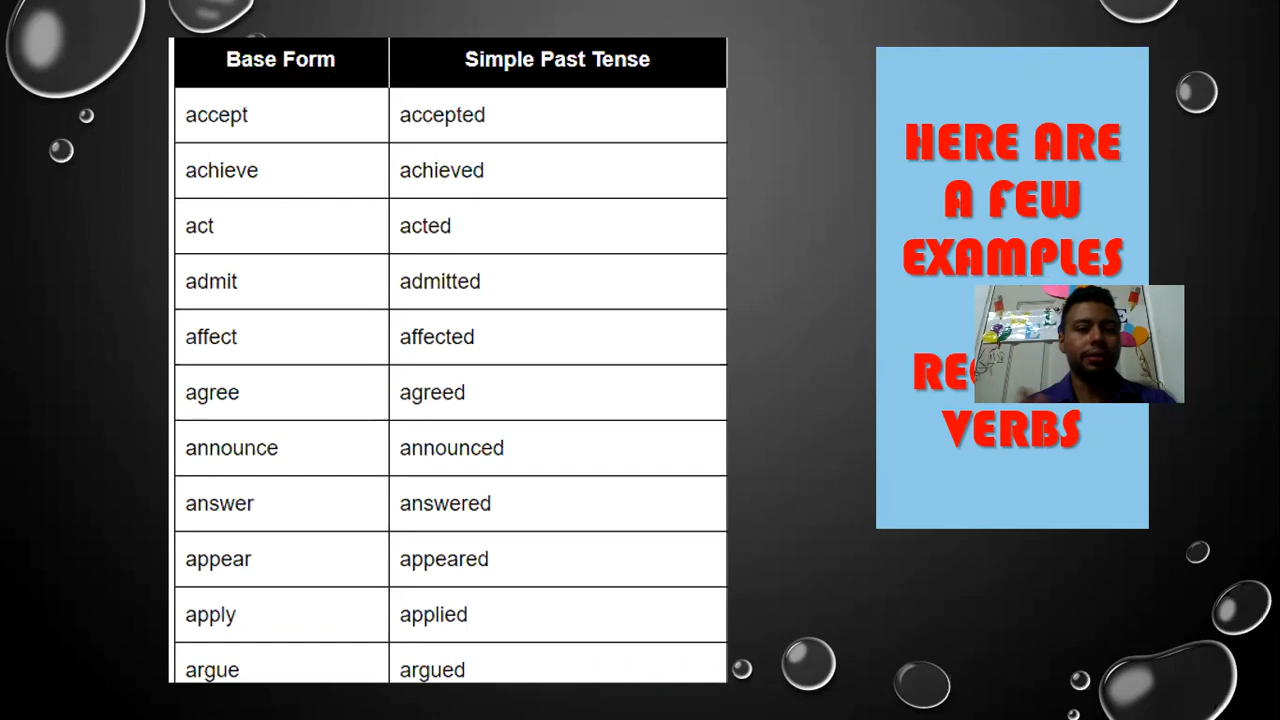 Base Form Simple Past Tense
accept accepted
achieve achieved
act acted
admit admitted
affect affected
agree agreed
announce announced
answer answered
appear appeared
apply applied
argue argued
HERE ARE
A FEW
EXAMPLES
VERBS